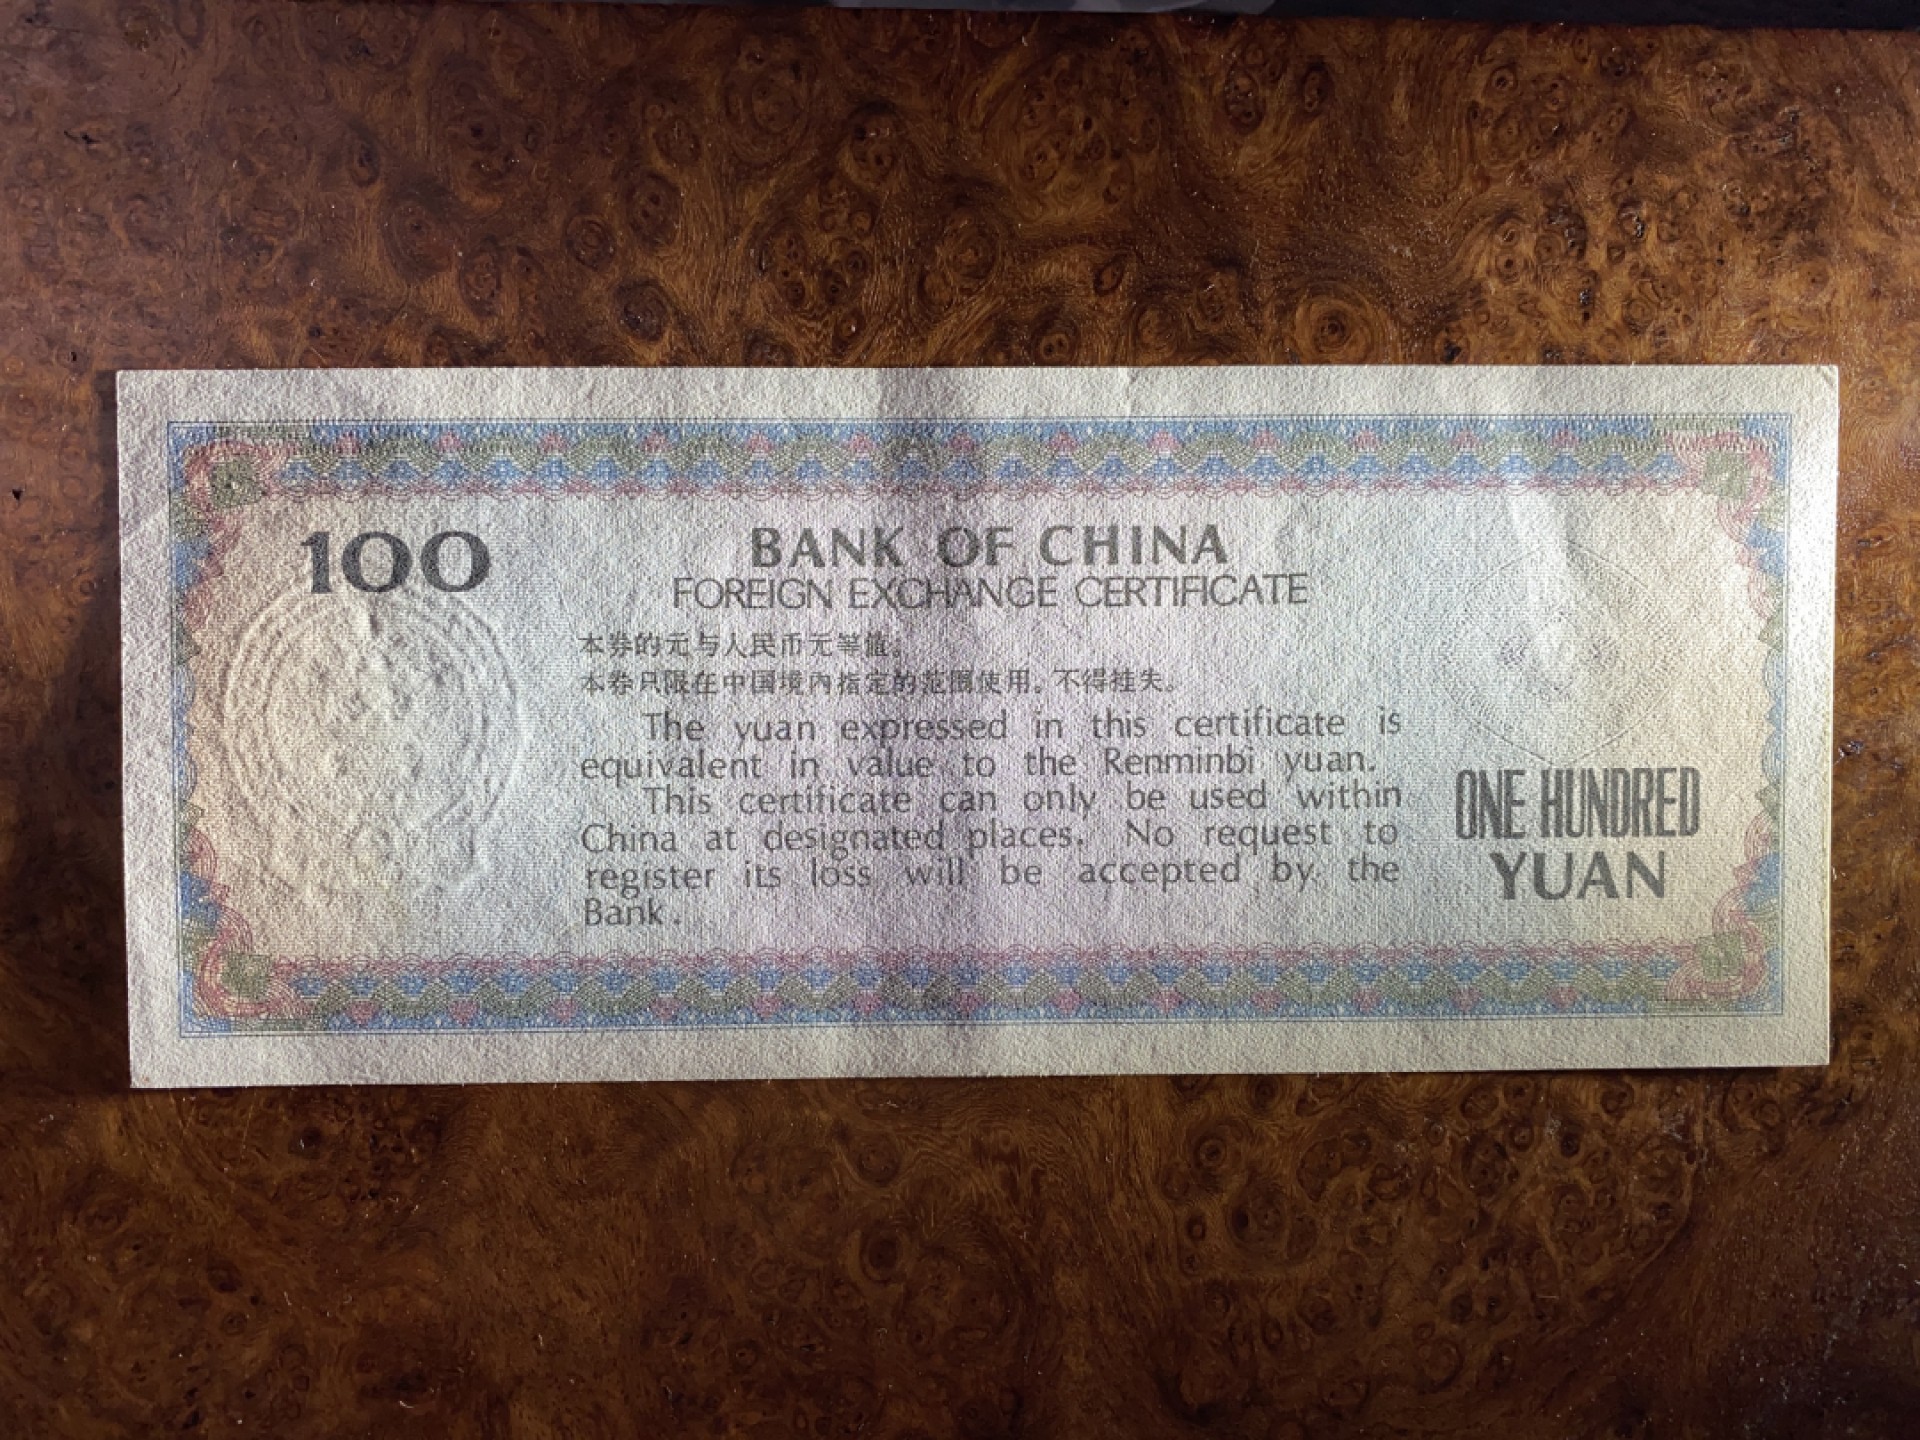 100
BANK OF CHINA
FOREIGN EXCHANGE CERTIFICATE
本券的元与人民币元等值。
本券只限在中国境内指定的范围使用。不得挂失。
The yuan expressed in this certificate is
equivalent in value to the Renminbi yuan.
This certificate can only be used within
China at designated places. No request to
register its loss will be accepted by the
Bank.
ONE HUNDRED
YUAN